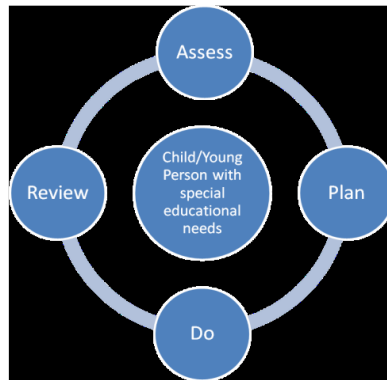 Assess
Child/Young
Person with
special
educational
needs
Review
Plan
Do